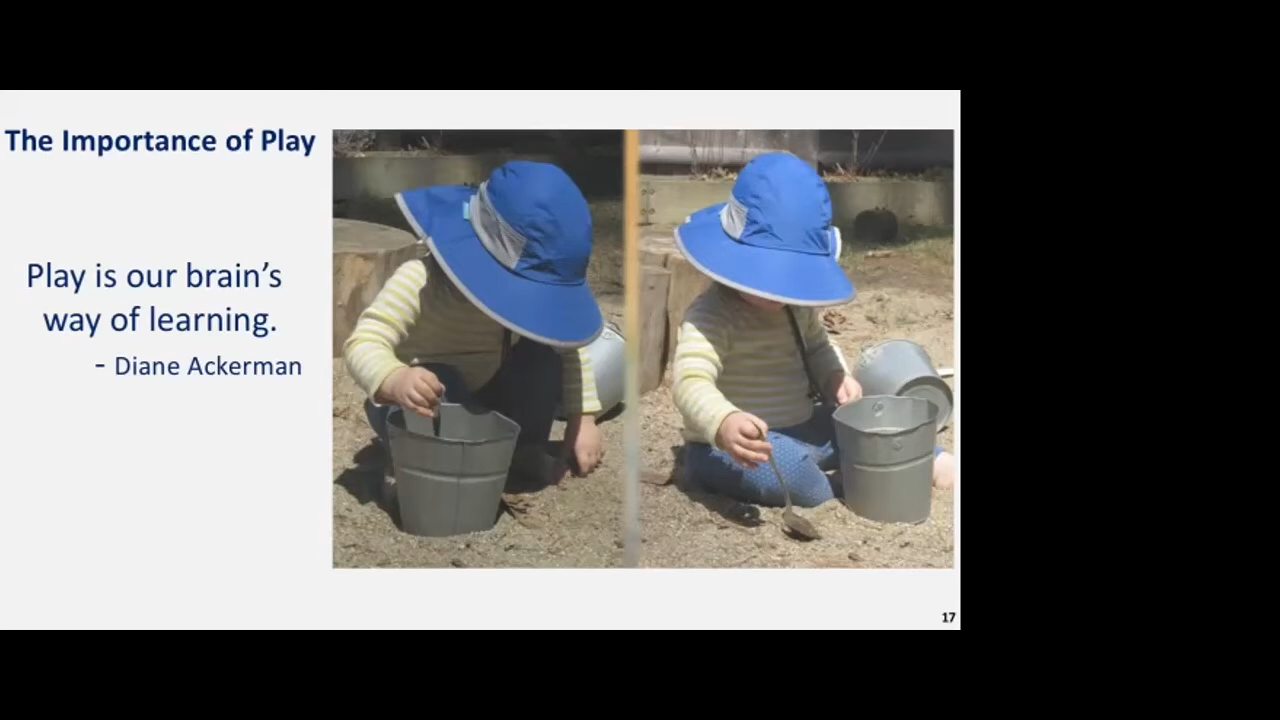 The Importance of Play
Play is our brain’s
way of learning.
- Diane Ackerman
17